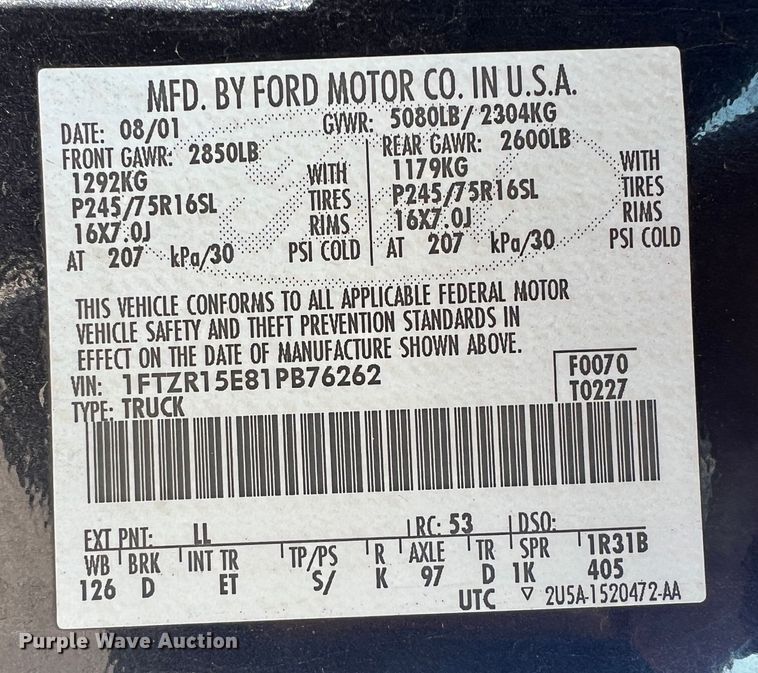 MFD. BY FORD MOTOR CO. IN U.S.A.
DATE: 08/01 GVWR: 5080LB/ 2304KG
FRONT GAWR: 2850LB REAR GAWR: 2600LB
1292KG WITH 1179KG WITH
P245/75R16SL TIRES P245/75R16SL TIRES
16X7.0J RIMS 16X7.0J RIMS
AT 207 kPa/30 PSI COLD AT 207 kPa/30 PSI COLD
THIS VEHICLE CONFORMS TO ALL APPLICABLE FEDERAL MOTOR
VEHICLE SAFETY AND THEFT PREVENTION STANDARDS IN
EFFECT ON THE DATE OF MANUFACTURE SHOWN ABOVE.
VIN: 1FTZR15E81PB76262 F0070
TYPE: TRUCK T0227
EXT PNT: LL RC: 53 DSO:
WB BRK INT TR TP/PS R AXLE TR SPR 1R31B
126 D ET S/ K 97 D 1K 405
UTC ▽ 2U5A-1520472-AA
Purple Wave Auction